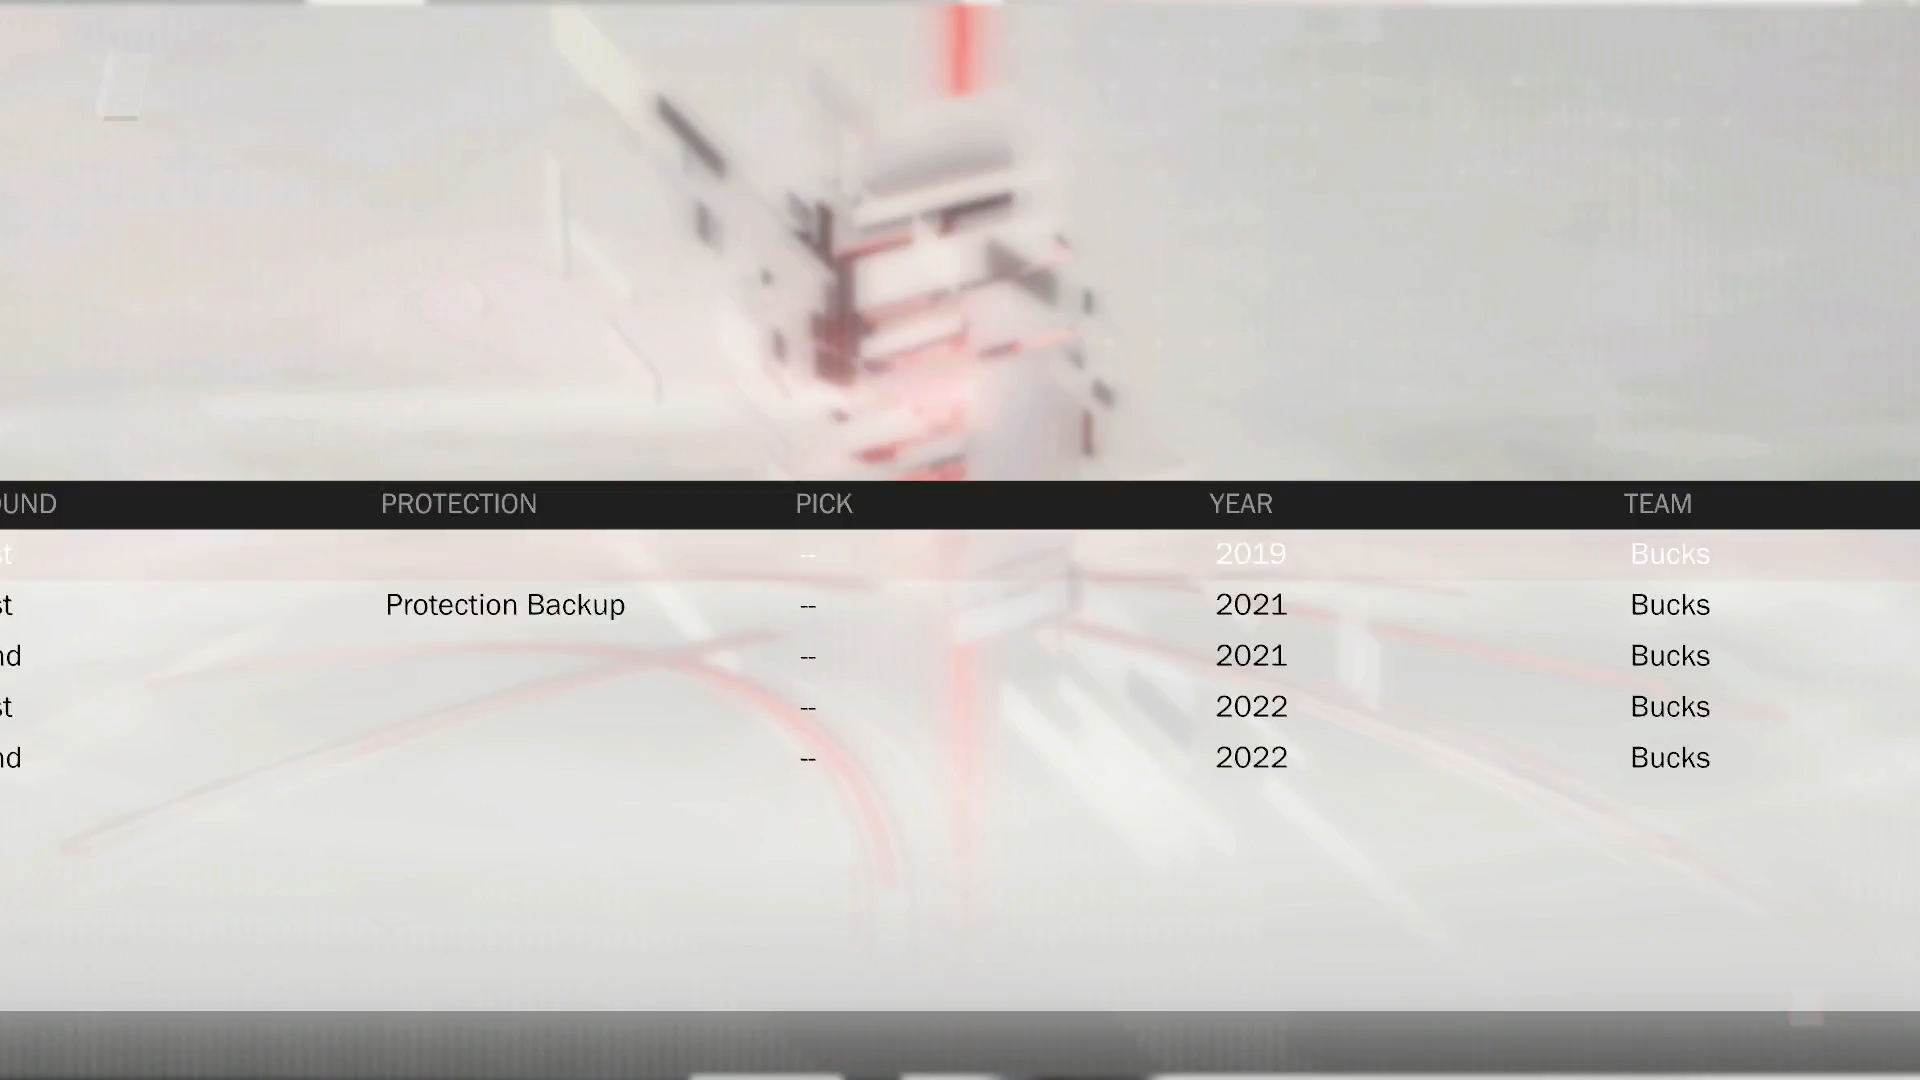 OUND PROTECTION PICK YEAR TEAM
st -- 2019 Bucks
st Protection Backup -- 2021 Bucks
nd -- 2021 Bucks
st -- 2022 Bucks
nd -- 2022 Bucks